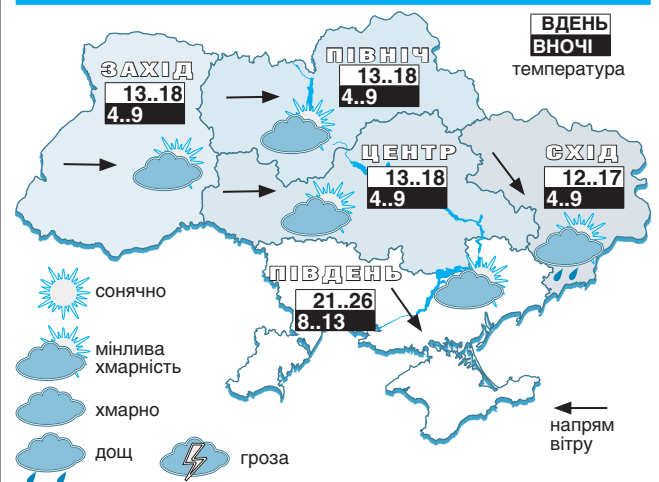 ВДЕНЬ
ВНОЧІ
температура
ЗАХІД
13..18
4..9
ПІВНІЧ
13..18
4..9
ЦЕНТР
13..18
4..9
СХІД
12..17
4..9
ПІВДЕНЬ
21..26
8..13
сонячно
мінлива
хмарність
хмарно
дощ
гроза
напрям
вітру